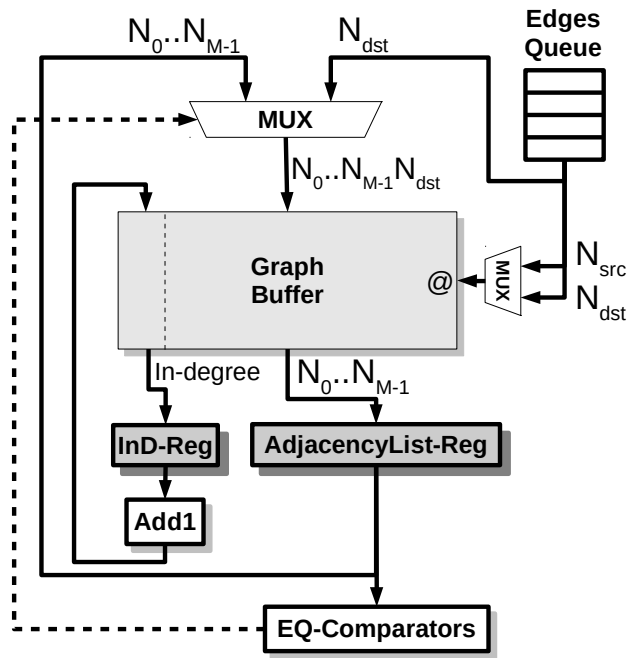 Edges
Queue
N0..NM-1
Ndst
MUX
N0..NM-1Ndst
Graph
Buffer
@
MUX
Nsrc
Ndst
In-degree
N0..NM-1
InD-Reg
AdjacencyList-Reg
Add1
EQ-Comparators